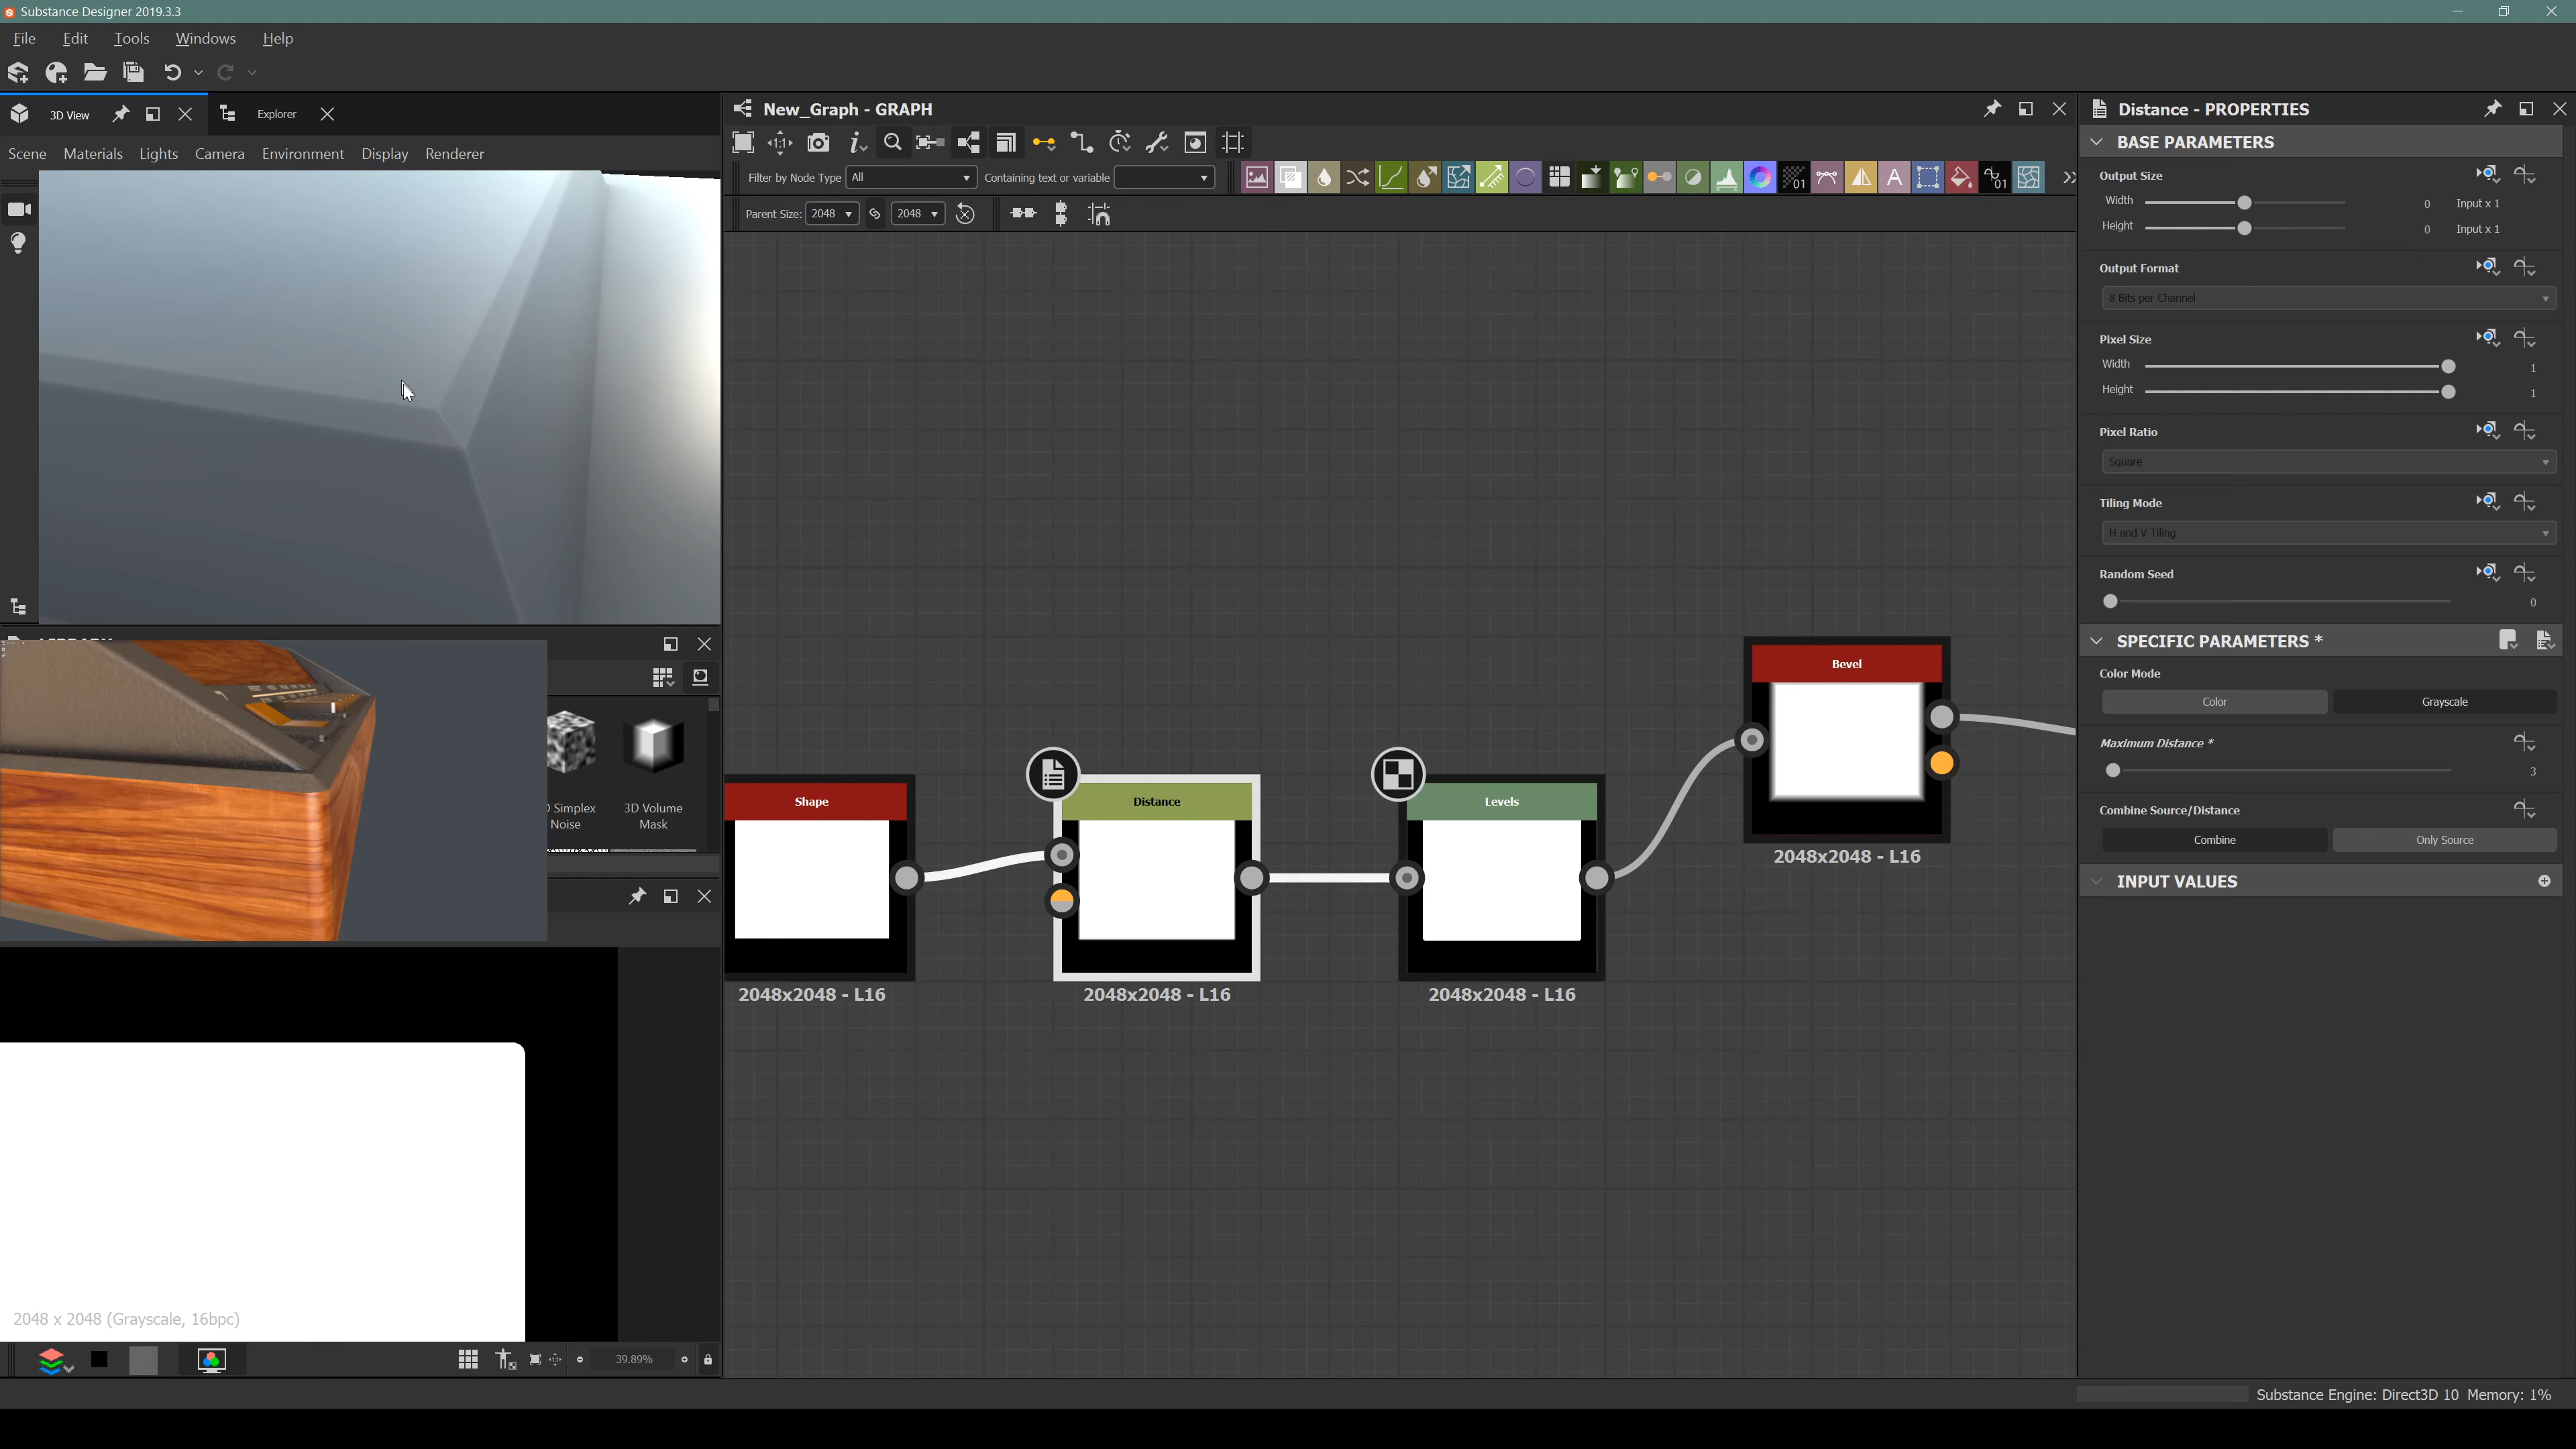 Substance Designer 2019.3.3
File Edit Tools Windows Help
3D View Explorer
Scene Materials Lights Camera Environment Display Renderer
New_Graph - GRAPH
Filter by Node Type All Containing text or variable
01 A 01
Parent Size: 2048 2048
Shape
2048x2048 - L16
Distance
2048x2048 - L16
Levels
2048x2048 - L16
Bevel
2048x2048 - L16
3D Volume
Mask
Simplex
Noise
2048 x 2048 (Grayscale, 16bpc)
39.89%
Distance - PROPERTIES
BASE PARAMETERS
Output Size
Width 0 Input x 1
Height 0 Input x 1
Output Format
8 Bits per Channel
Pixel Size
Width 1
Height 1
Pixel Ratio
Square
Tiling Mode
H and V Tiling
Random Seed
0
SPECIFIC PARAMETERS *
Color Mode
Color Grayscale
Maximum Distance *
3
Combine Source/Distance
Combine Only Source
INPUT VALUES
Substance Engine: Direct3D 10 Memory: 1%